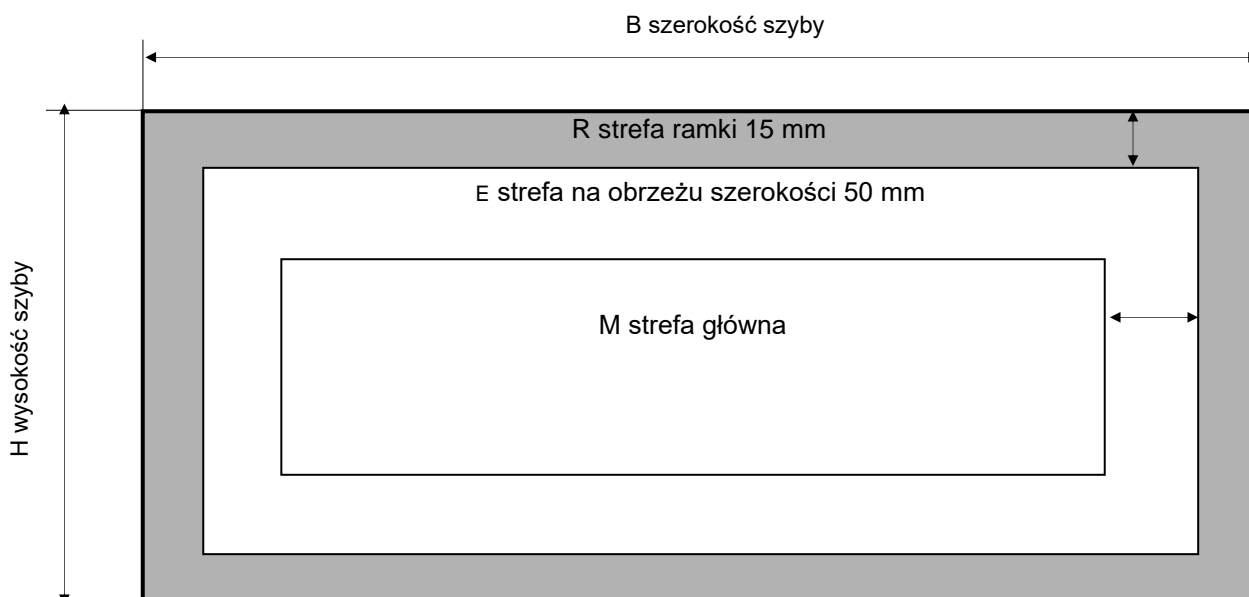 B szerokość szyby
R strefa ramki 15 mm
E strefa na obrzeżu szerokości 50 mm
M strefa główna
H wysokość szyby